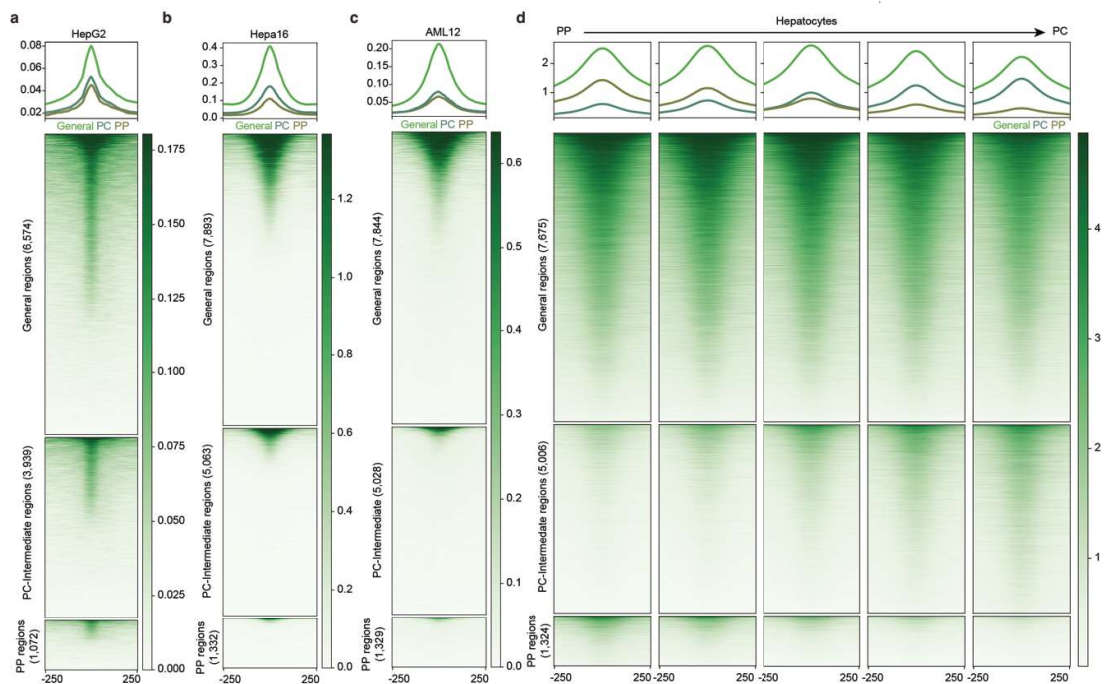 a
HepG2
0.08
0.06
0.04
0.02
General PC PP
General regions (6,574)
PC-Intermediate regions (3,939)
PP regions
(1,072)
-250
250
0.175
0.150
0.125
0.100
0.075
0.050
0.025
0.000
b
Hepa16
0.4
0.3
0.2
0.1
0.0
General PC PP
General regions (7,893)
PC-Intermediate regions (5,063)
PP regions
(1,332)
-250
250
1.2
1.0
0.8
0.6
0.4
0.2
0.0
c
AML12
0.20
0.15
0.10
0.05
General PC PP
General regions (7,844)
PC-Intermediate (5,028)
PP regions
(1,329)
-250
250
0.6
0.5
0.4
0.3
0.2
0.1
0.0
d
Hepatocytes
PP
PC
2
1
General PC PP
General regions (7,675)
PC-Intermedate regions (5,006)
PP regions
(1,324)
-250
250
-250
250
-250
250
-250
250
-250
250
4
3
2
1